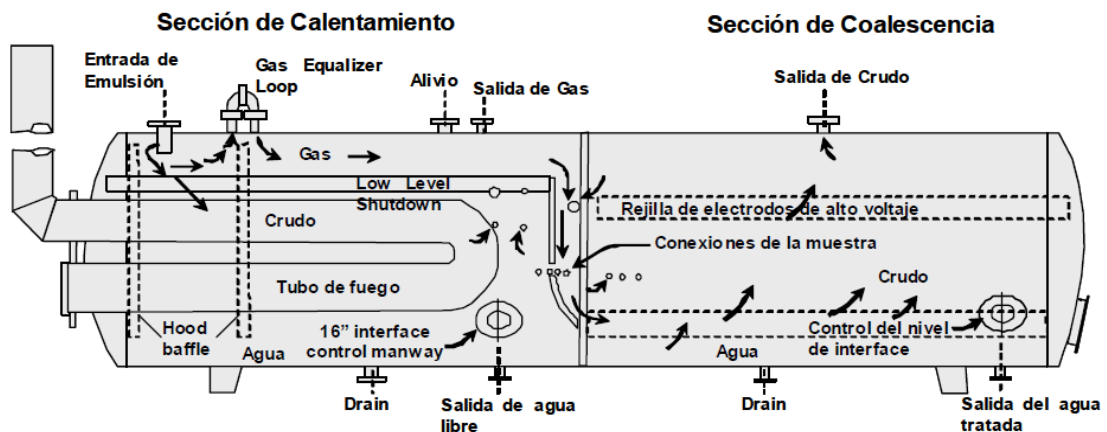 Sección de Calentamiento
Sección de Coalescencia
Entrada de
Emulsión
Gas Equalizer
Loop
Alivio
Salida de Gas
Salida de Crudo
Gas
Low Level
Shutdown
Crudo
Rejilla de electrodos de alto voltaje
Conexiones de la muestra
Tubo de fuego
Crudo
Hood
baffle
Agua
16” interface
control manway
Agua
Control del nivel
de interface
Drain
Salida de agua
libre
Drain
Salida del agua
tratada